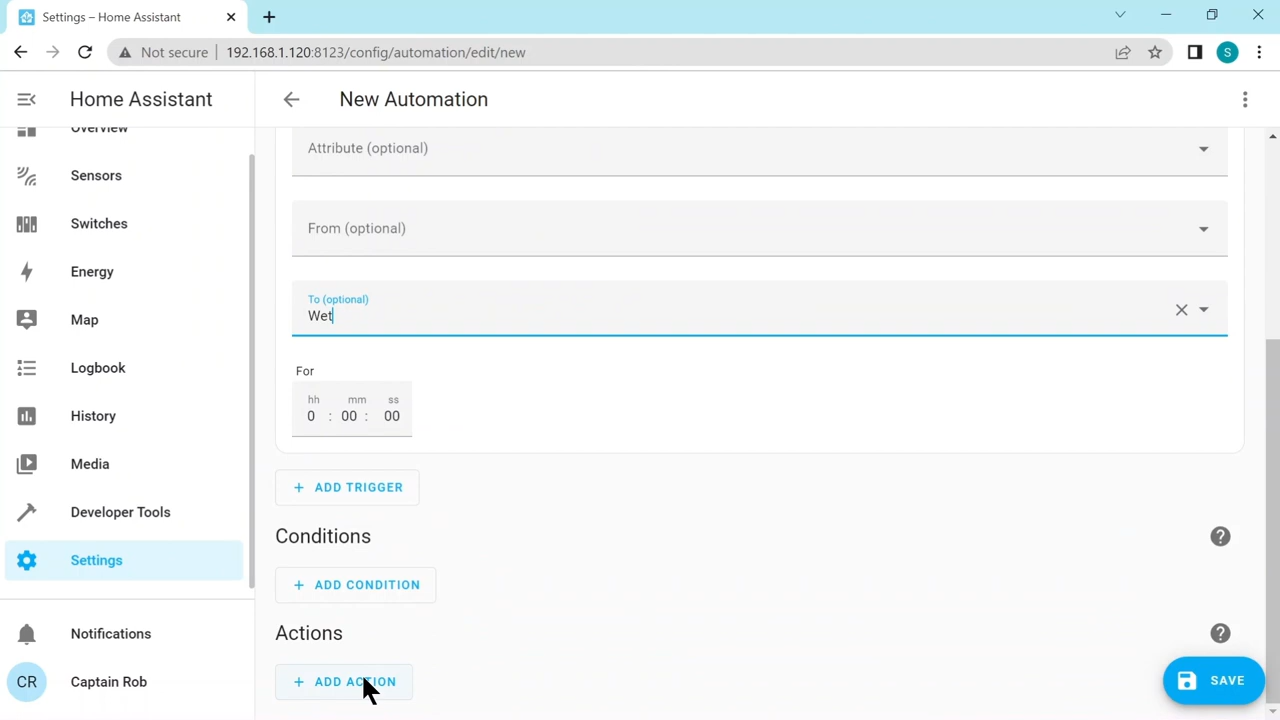 Settings – Home Assistant
Not secure
192.168.1.120:8123/config/automation/edit/new
S
Home Assistant
New Automation
Overview
Sensors
Switches
Energy
Map
Logbook
History
Media
Developer Tools
Settings
Notifications
CR
Captain Rob
Attribute (optional)
From (optional)
To (optional)
Wet
For
hh mm ss
0 : 00 : 00
+ ADD TRIGGER
Conditions
+ ADD CONDITION
Actions
+ ADD ACTION
SAVE